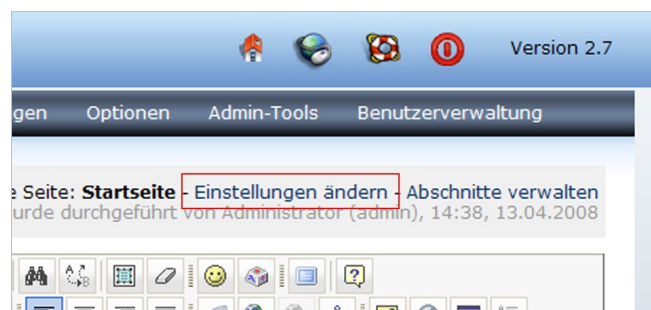 Version 2.7
gen Optionen Admin-Tools Benutzerverwaltung
e Seite: Startseite - Einstellungen ändern - Abschnitte verwalten
urde durchgeführt von Administrator (admin), 14:38, 13.04.2008